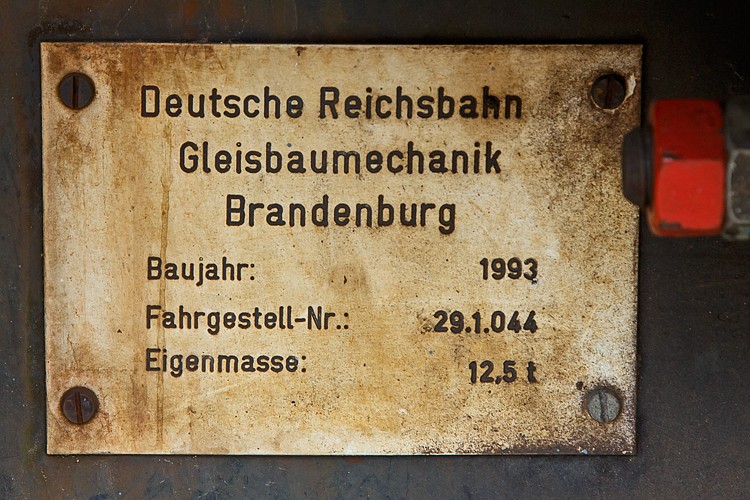 Deutsche Reichsbahn
Gleisbaumechanik
Brandenburg
Baujahr: 1993
Fahrgestell-Nr.: 29.1.044
Eigenmasse: 12,5 t